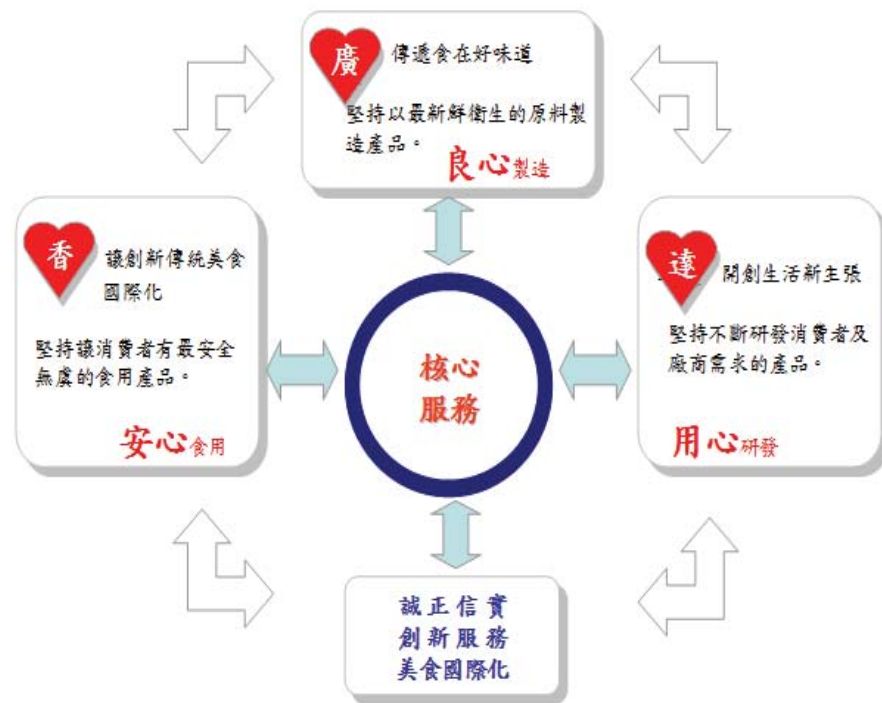 廣
傳遞食在好味道
堅持以最新鮮衛生的原料製
造產品。
良心製造
香
讓創新傳統美食
國際化
堅持讓消費者有最安全
無虞的食用產品。
安心食用
核心
服務
遠
開創生活新主張
堅持不斷研發消費者及
廠商需求的產品。
用心研發
誠正信實
創新服務
美食國際化